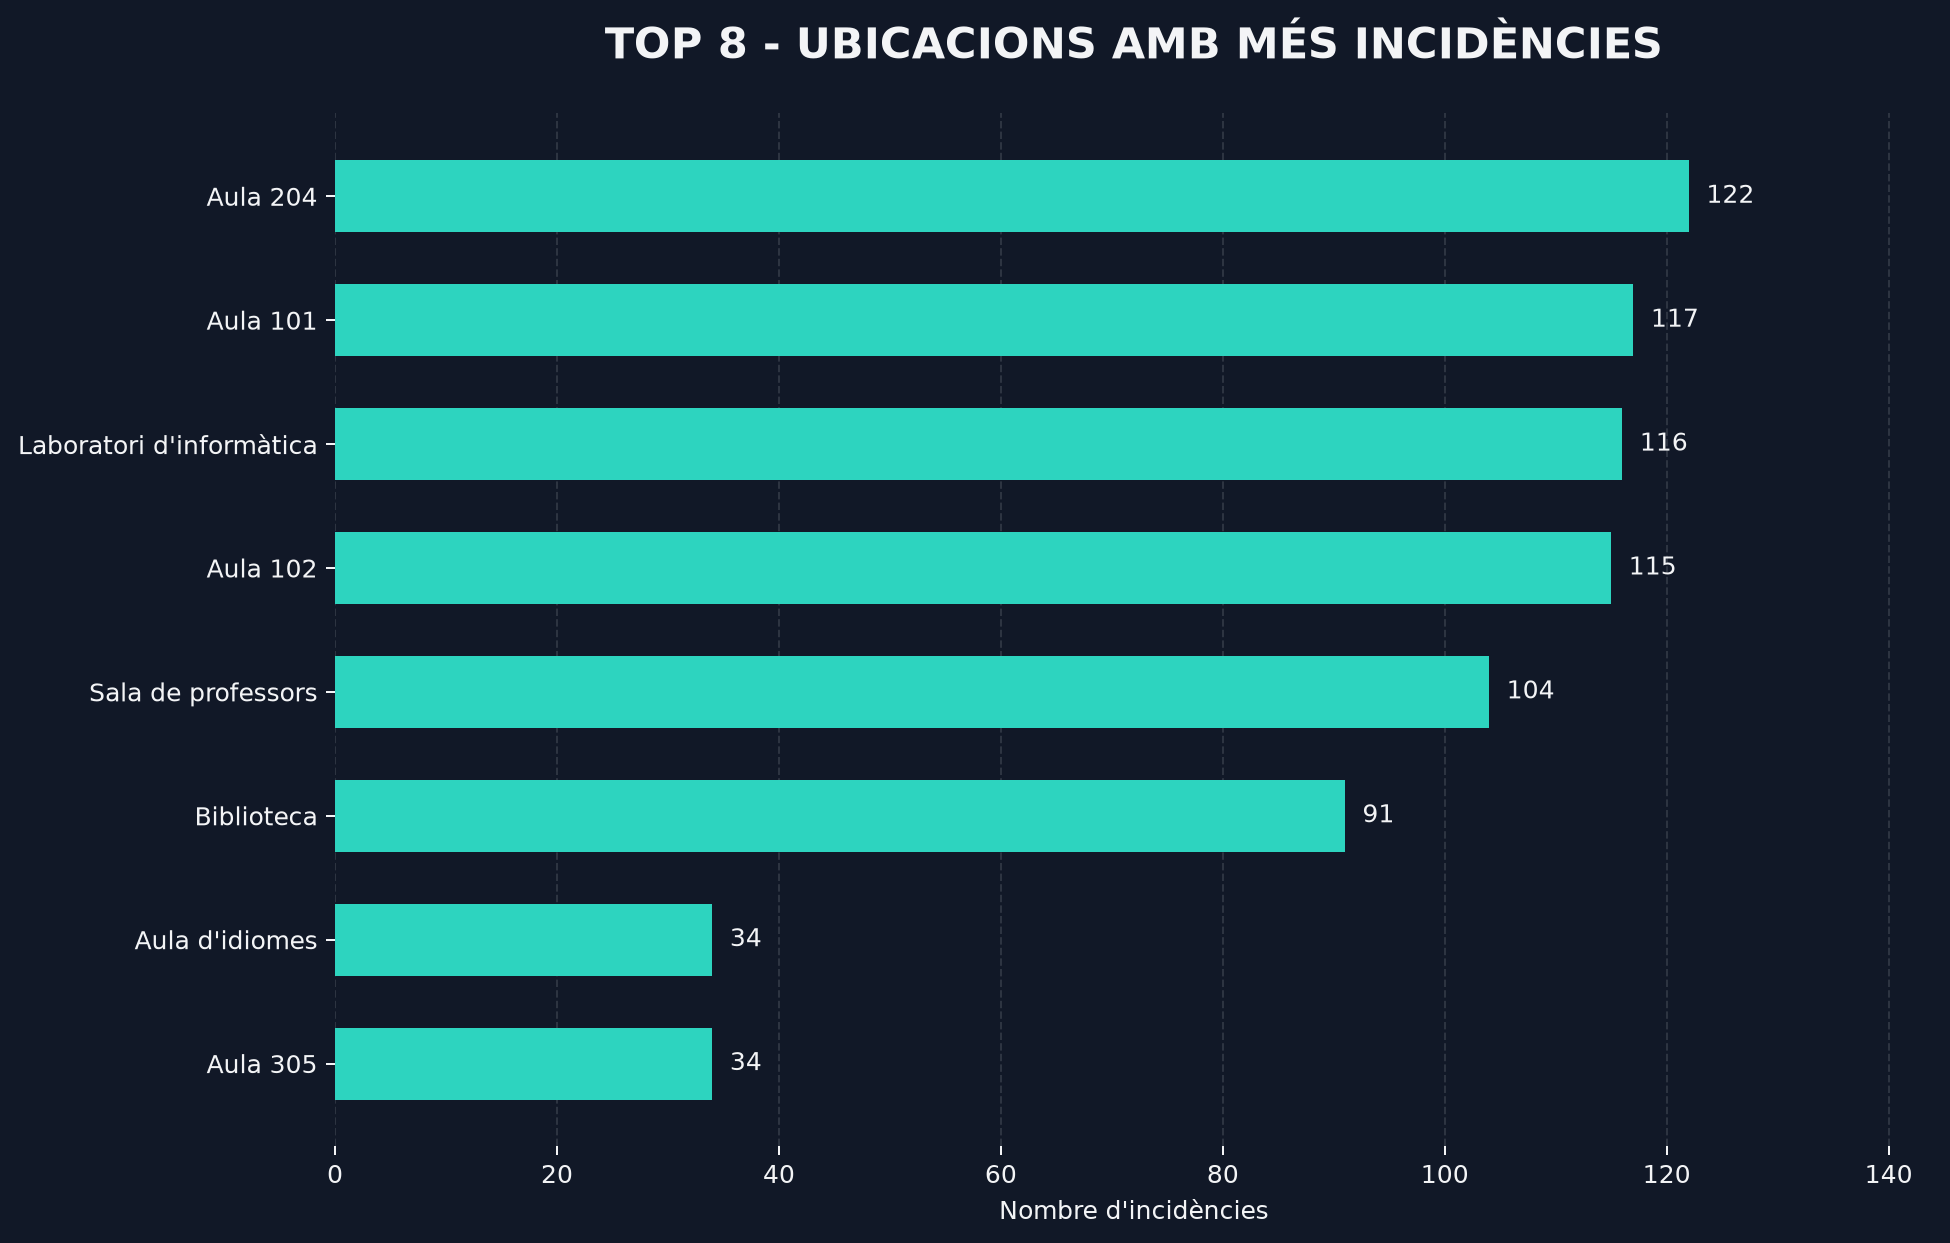 TOP 8 - UBICACIONS AMB MÉS INCIDÈNCIES
Aula 204
122
Aula 101
117
Laboratori d'informàtica
116
Aula 102
115
Sala de professors
104
Biblioteca
91
Aula d'idiomes
34
Aula 305
34
0 20 40 60 80 100 120 140
Nombre d'incidències